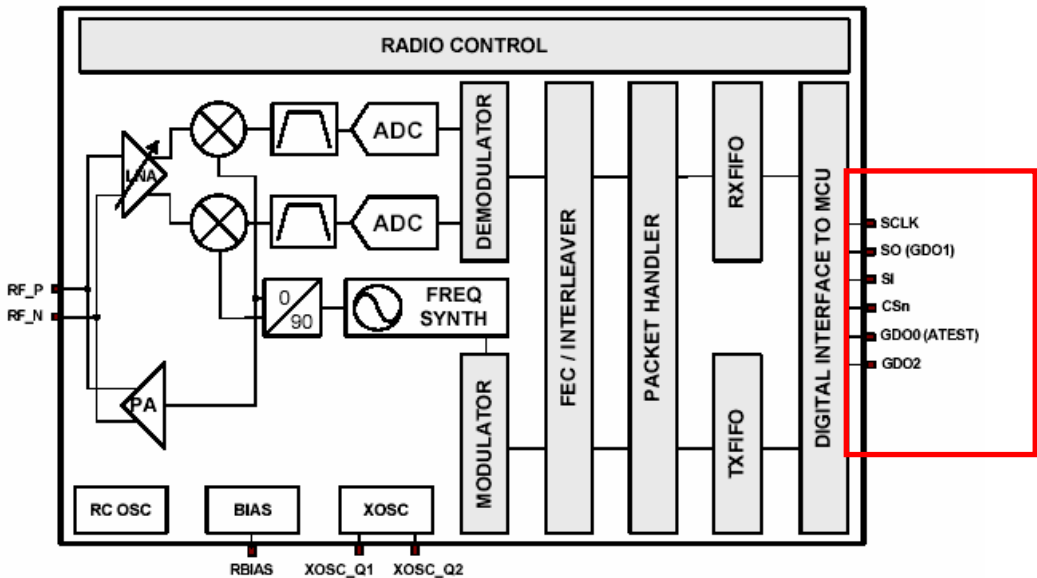 RADIO CONTROL
LNA
ADC
ADC
DEMODULATOR
FEC / INTERLEAVER
PACKET HANDLER
RXFIFO
DIGITAL INTERFACE TO MCU
SCLK
SO (GDO1)
SI
CSn
GDO0 (ATEST)
GDO2
RF_P
RF_N
0
90
FREQ
SYNTH
PA
MODULATOR
TXFIFO
RC OSC
BIAS
XOSC
RBIAS
XOSC_Q1
XOSC_Q2